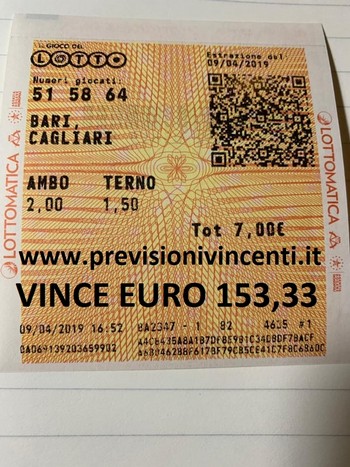 IL GIOCO DEL
LOTTO
Estrazione del
09/04/2019
Numeri giocati:
51 58 64
BARI,
CAGLIARI
AMBO TERNO
2,00 1,50
Tot 7,00€
www.previsionivincenti.it
VINCE EURO 153,33
09/04/2019 16:52 BA2347 - 1 82 4635 #1
LOTTOMATICA
LOTTOMATICA